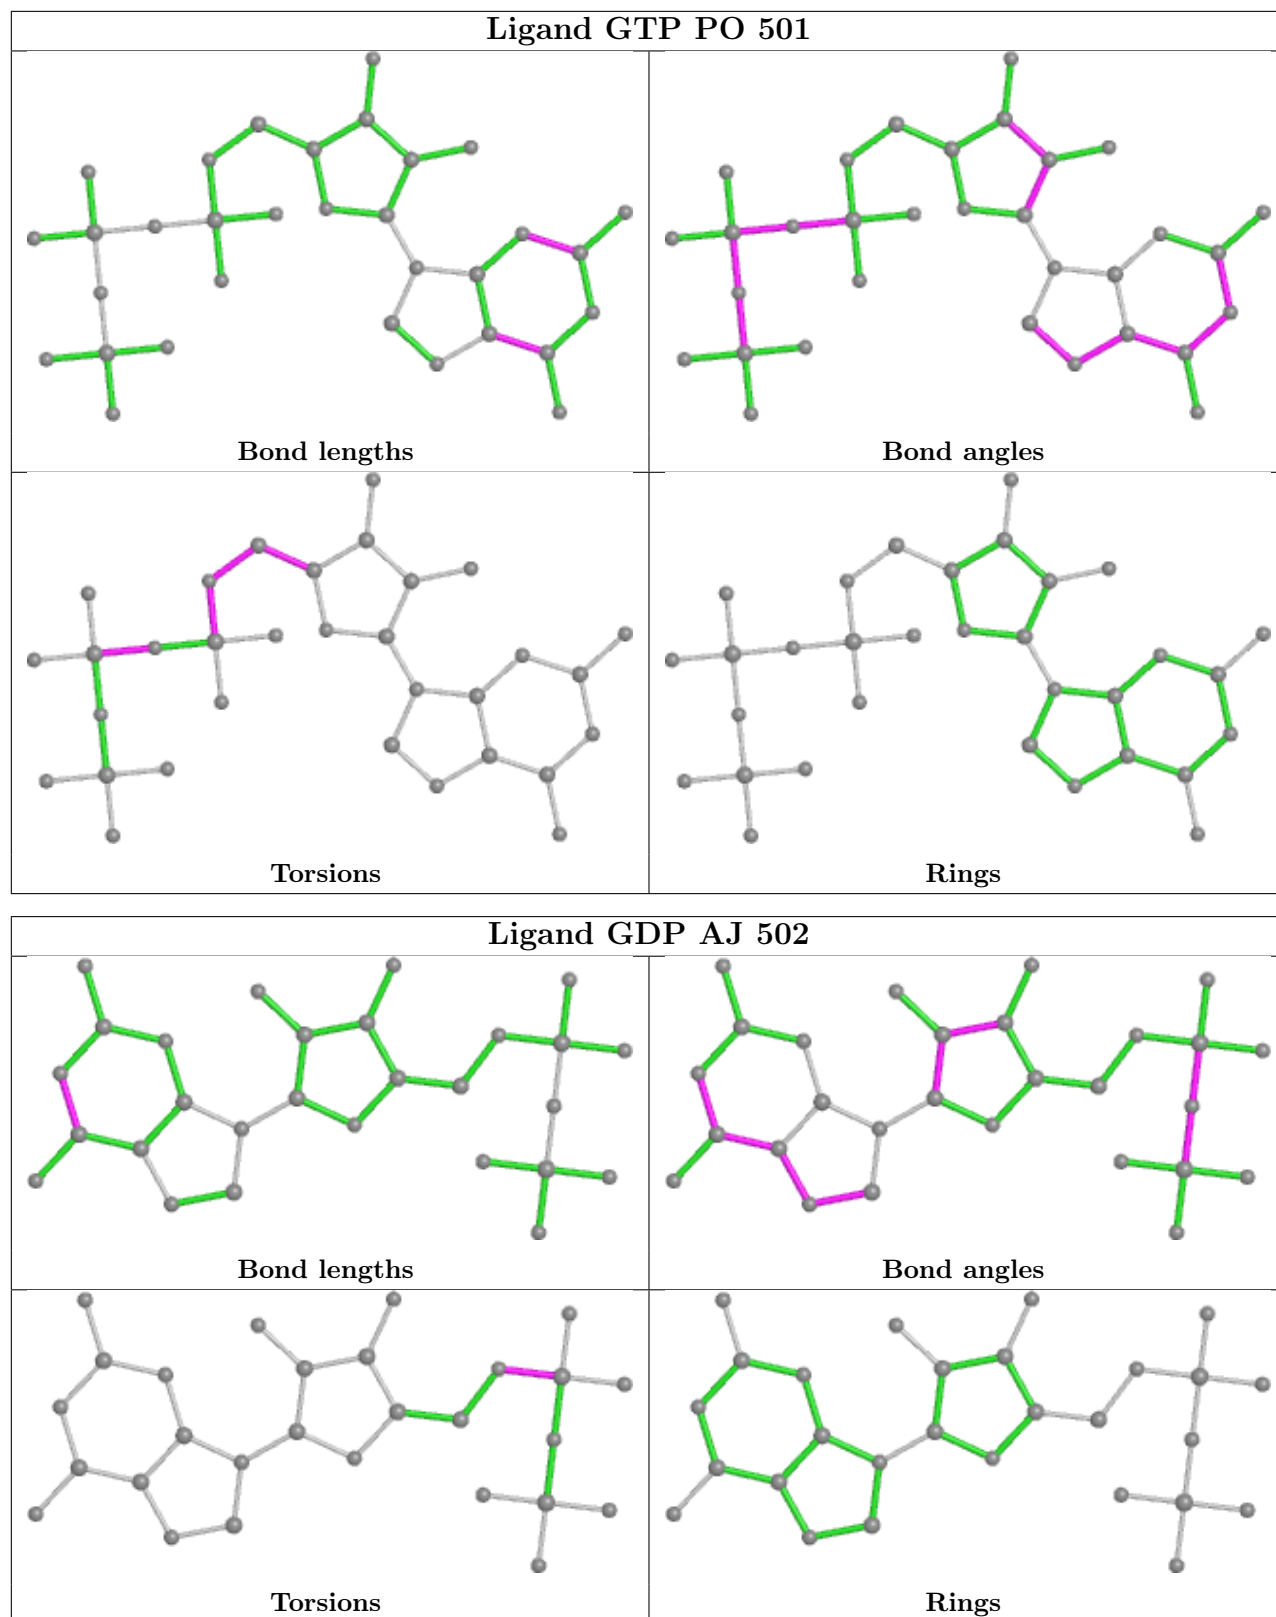 Ligand GTP PO 501
Bond lengths
Bond angles
Torsions
Rings
Ligand GDP AJ 502
Bond lengths
Bond angles
Torsions
Rings